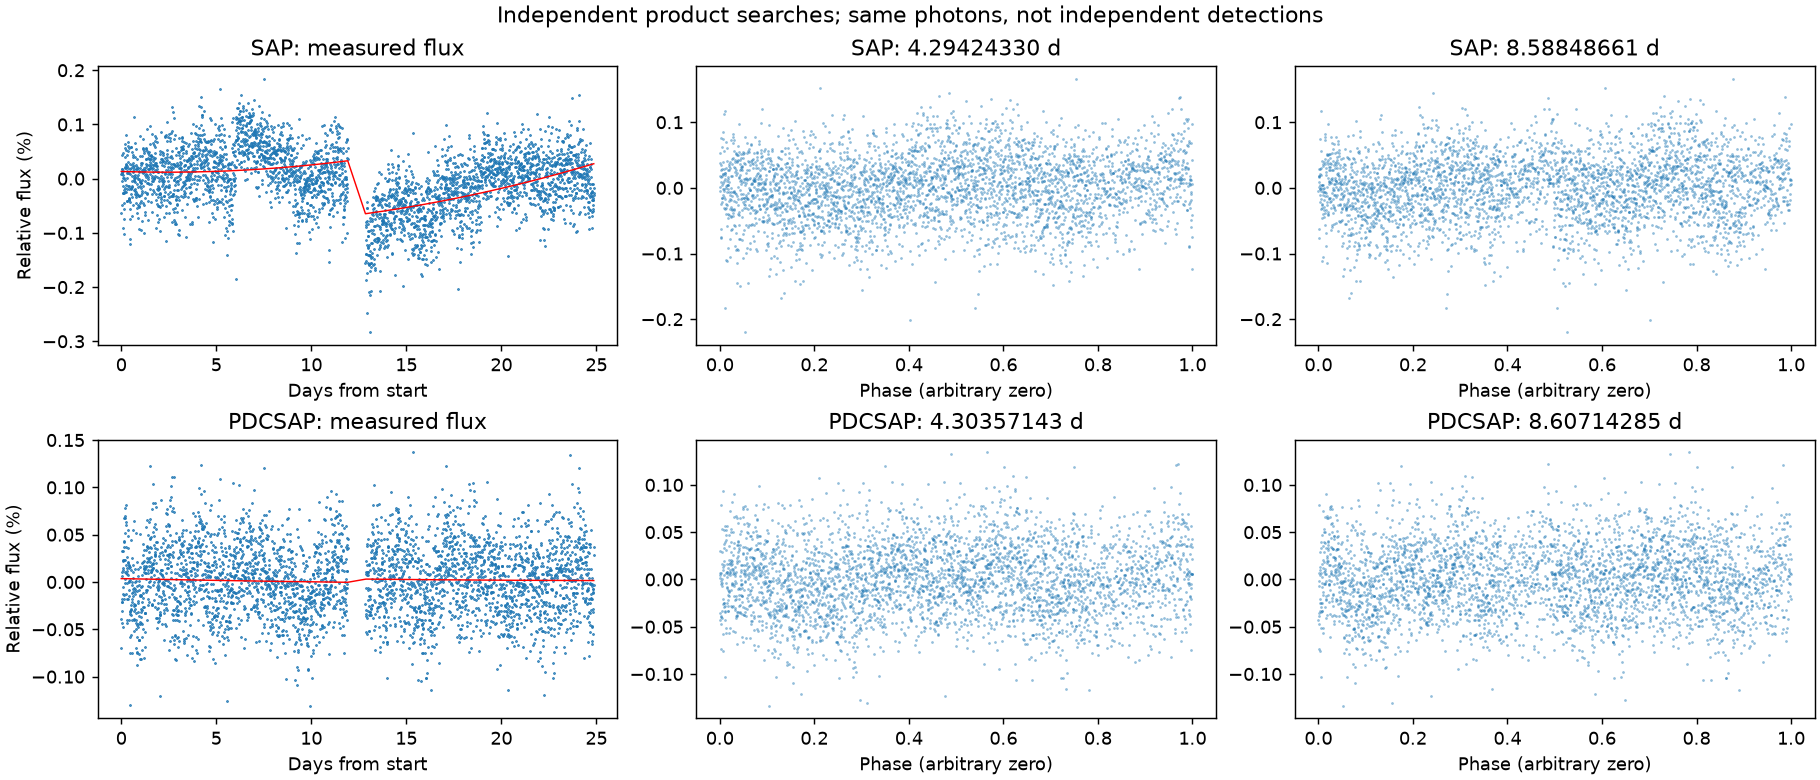 Independent product searches; same photons, not independent detections
SAP: measured flux
Relative flux (%)
0.2
0.1
0.0
−0.1
−0.2
−0.3
0 5 10 15 20 25
Days from start
SAP: 4.29424330 d
0.1
0.0
−0.1
−0.2
0.0 0.2 0.4 0.6 0.8 1.0
Phase (arbitrary zero)
SAP: 8.58848661 d
0.1
0.0
−0.1
−0.2
0.0 0.2 0.4 0.6 0.8 1.0
Phase (arbitrary zero)
PDCSAP: measured flux
Relative flux (%)
0.15
0.10
0.05
0.00
−0.05
−0.10
0 5 10 15 20 25
Days from start
PDCSAP: 4.30357143 d
0.10
0.05
0.00
−0.05
−0.10
0.0 0.2 0.4 0.6 0.8 1.0
Phase (arbitrary zero)
PDCSAP: 8.60714285 d
0.10
0.05
0.00
−0.05
−0.10
0.0 0.2 0.4 0.6 0.8 1.0
Phase (arbitrary zero)